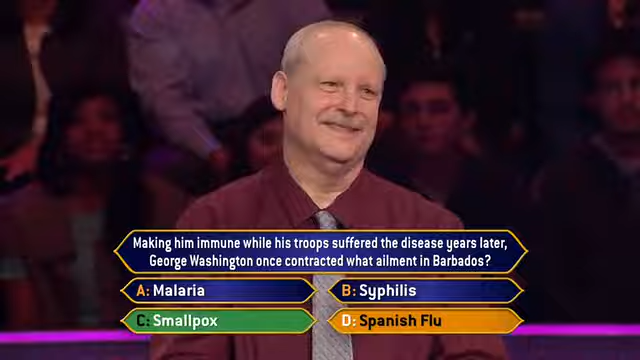 Making him immune while his troops suffered the disease years later,
George Washington once contracted what ailment in Barbados?
A: Malaria
B: Syphilis
C: Smallpox
D: Spanish Flu